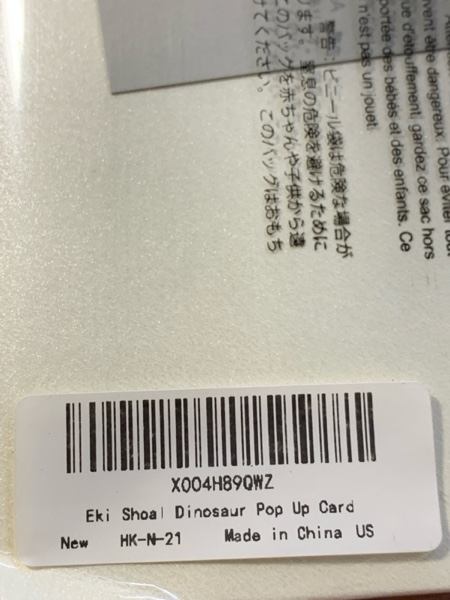 vent être dangereux. Pour éviter tout
ue d'étouffement, gardez ce sac hors
portée des bébés et des enfants. Ce
n'est pas un jouet.
警告：ビニール袋は危険な場合が
ります。窒息の危険を避けるために
このバッグを赤ちゃんや子供から遠
けてください。このバッグはおもち
X004H89QWZ
Eki Shoal Dinosaur Pop Up Card
New HK-N-21 Made in China US